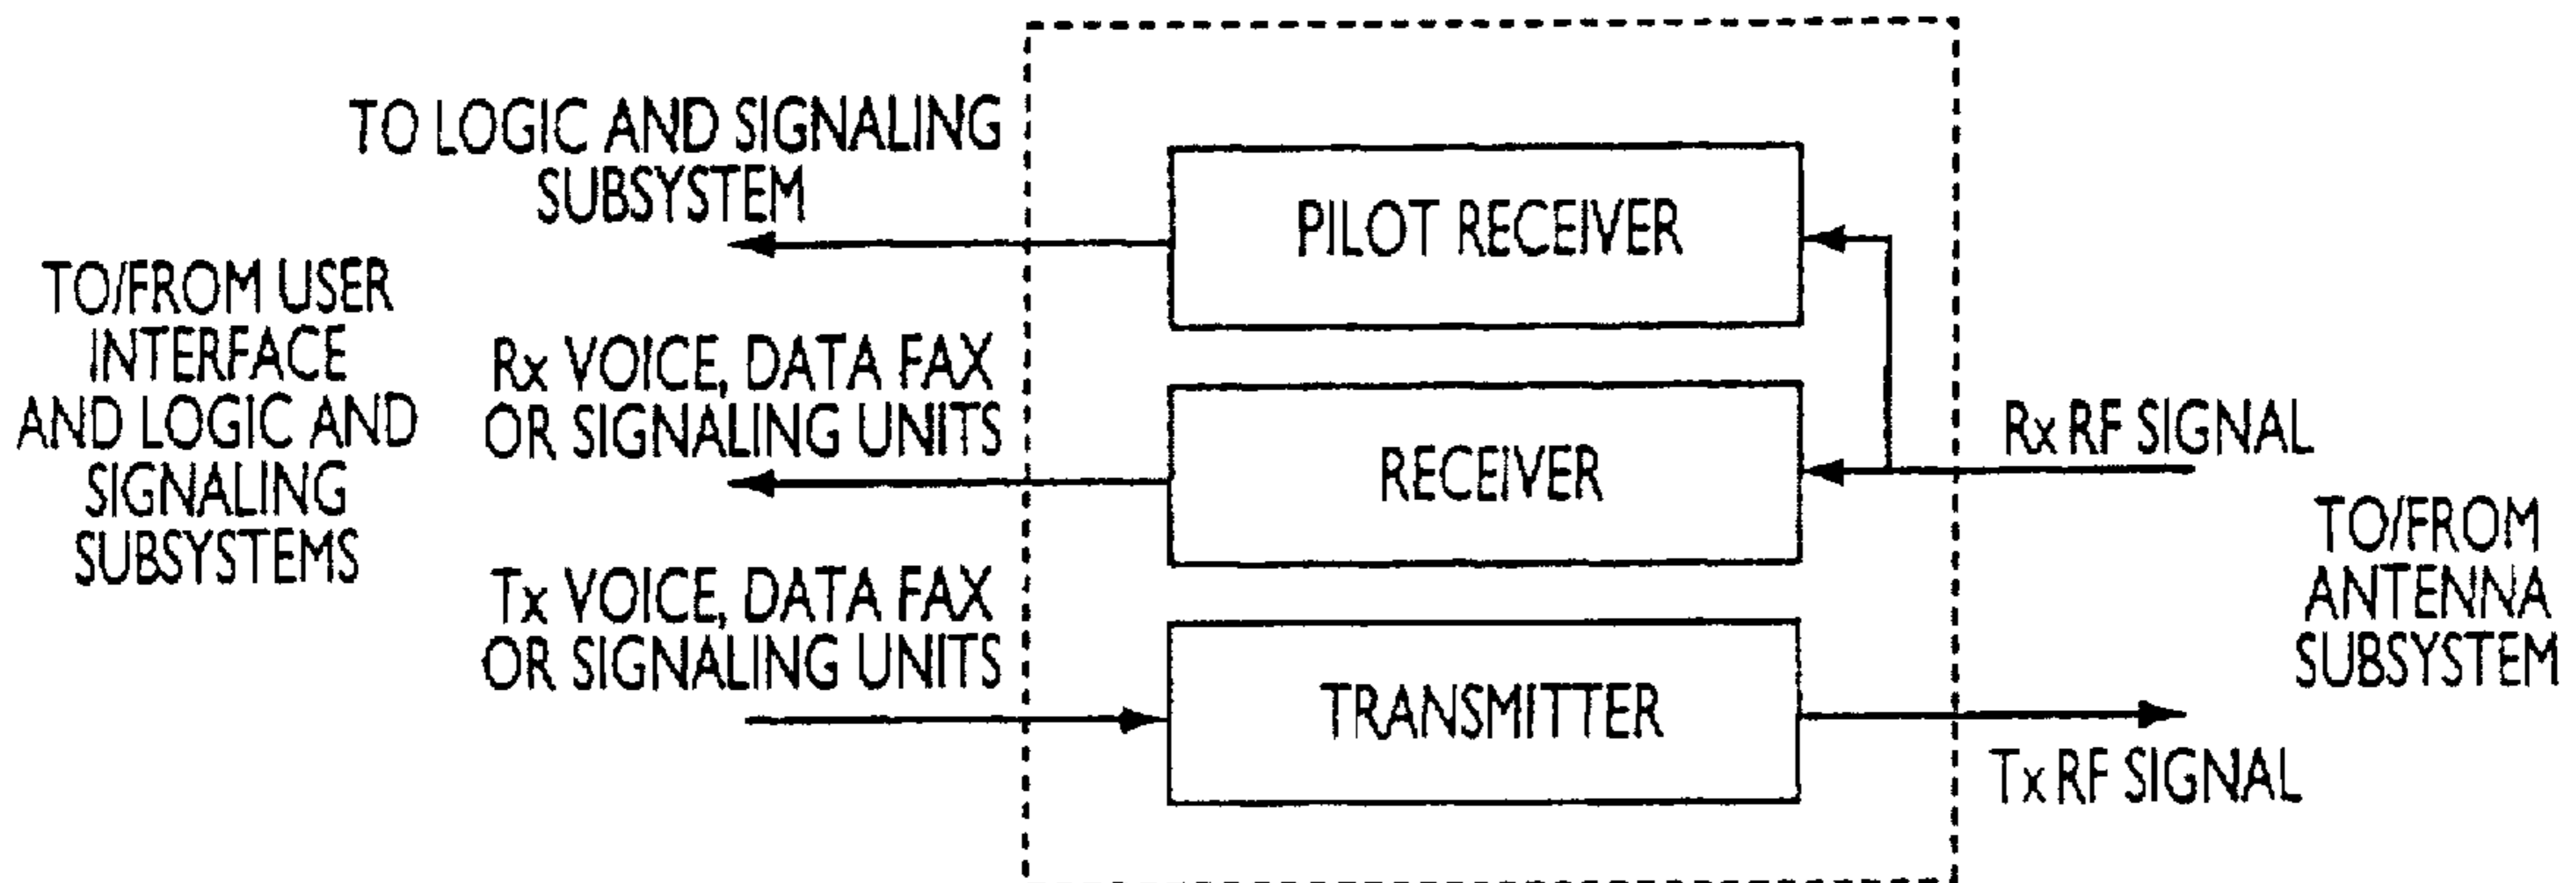 TO LOGIC AND SIGNALING
SUBSYSTEM
TO/FROM USER
INTERFACE
AND LOGIC AND
SIGNALING
SUBSYSTEMS
Rx VOICE, DATA FAX
OR SIGNALING UNITS
Tx VOICE, DATA FAX
OR SIGNALING UNITS
PILOT RECEIVER
RECEIVER
TRANSMITTER
Rx RF SIGNAL
TO/FROM
ANTENNA
SUBSYSTEM
Tx RF SIGNAL